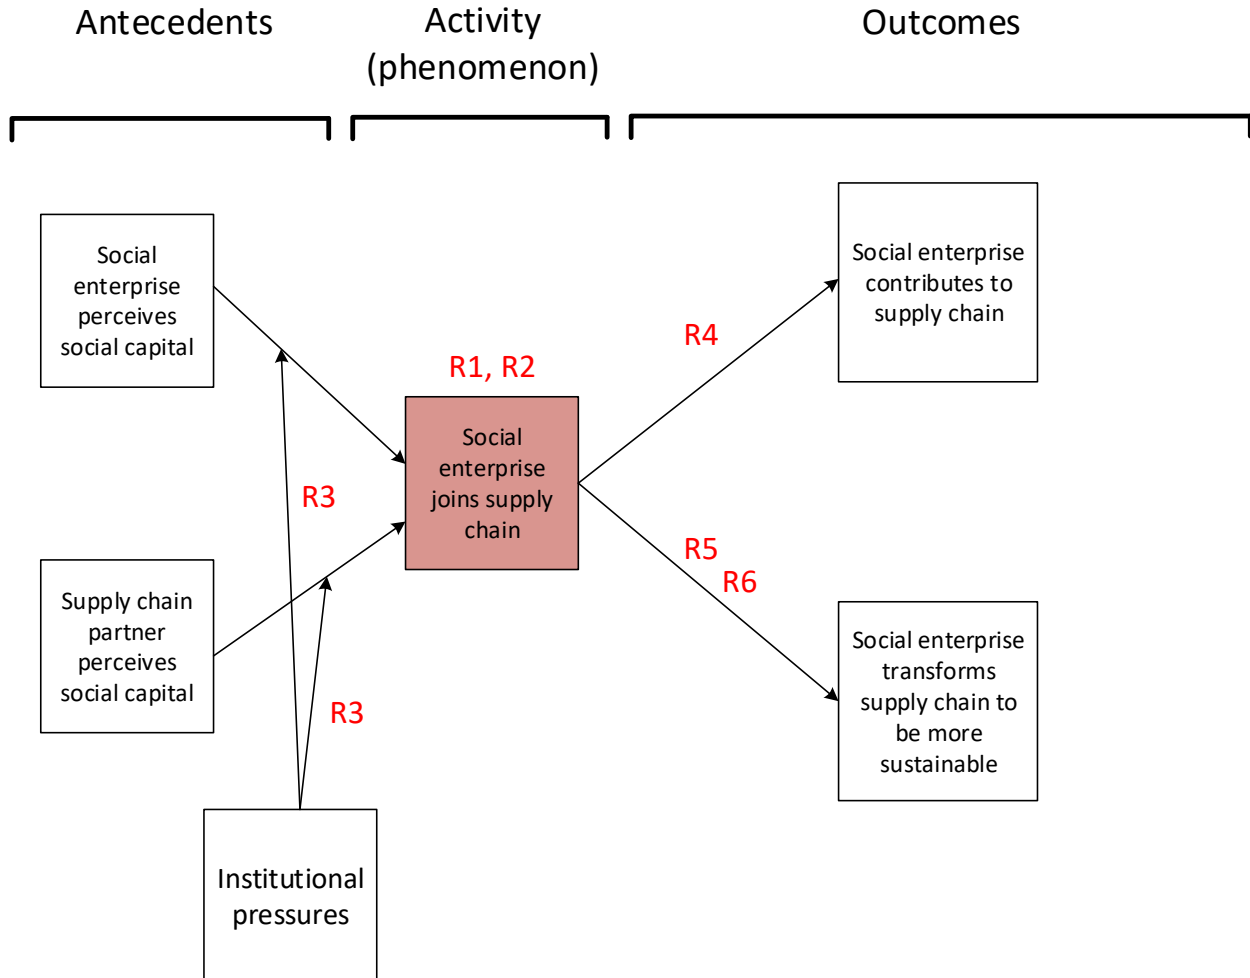 Antecedents
Activity
(phenomenon)
Outcomes
Social
enterprise
perceives
social capital
Social enterprise
contributes to
supply chain
R4
R1, R2
Social
enterprise
joins supply
chain
R3
R5
R6
Supply chain
partner
perceives
social capital
Social enterprise
transforms
supply chain to
be more
sustainable
R3
Institutional
pressures